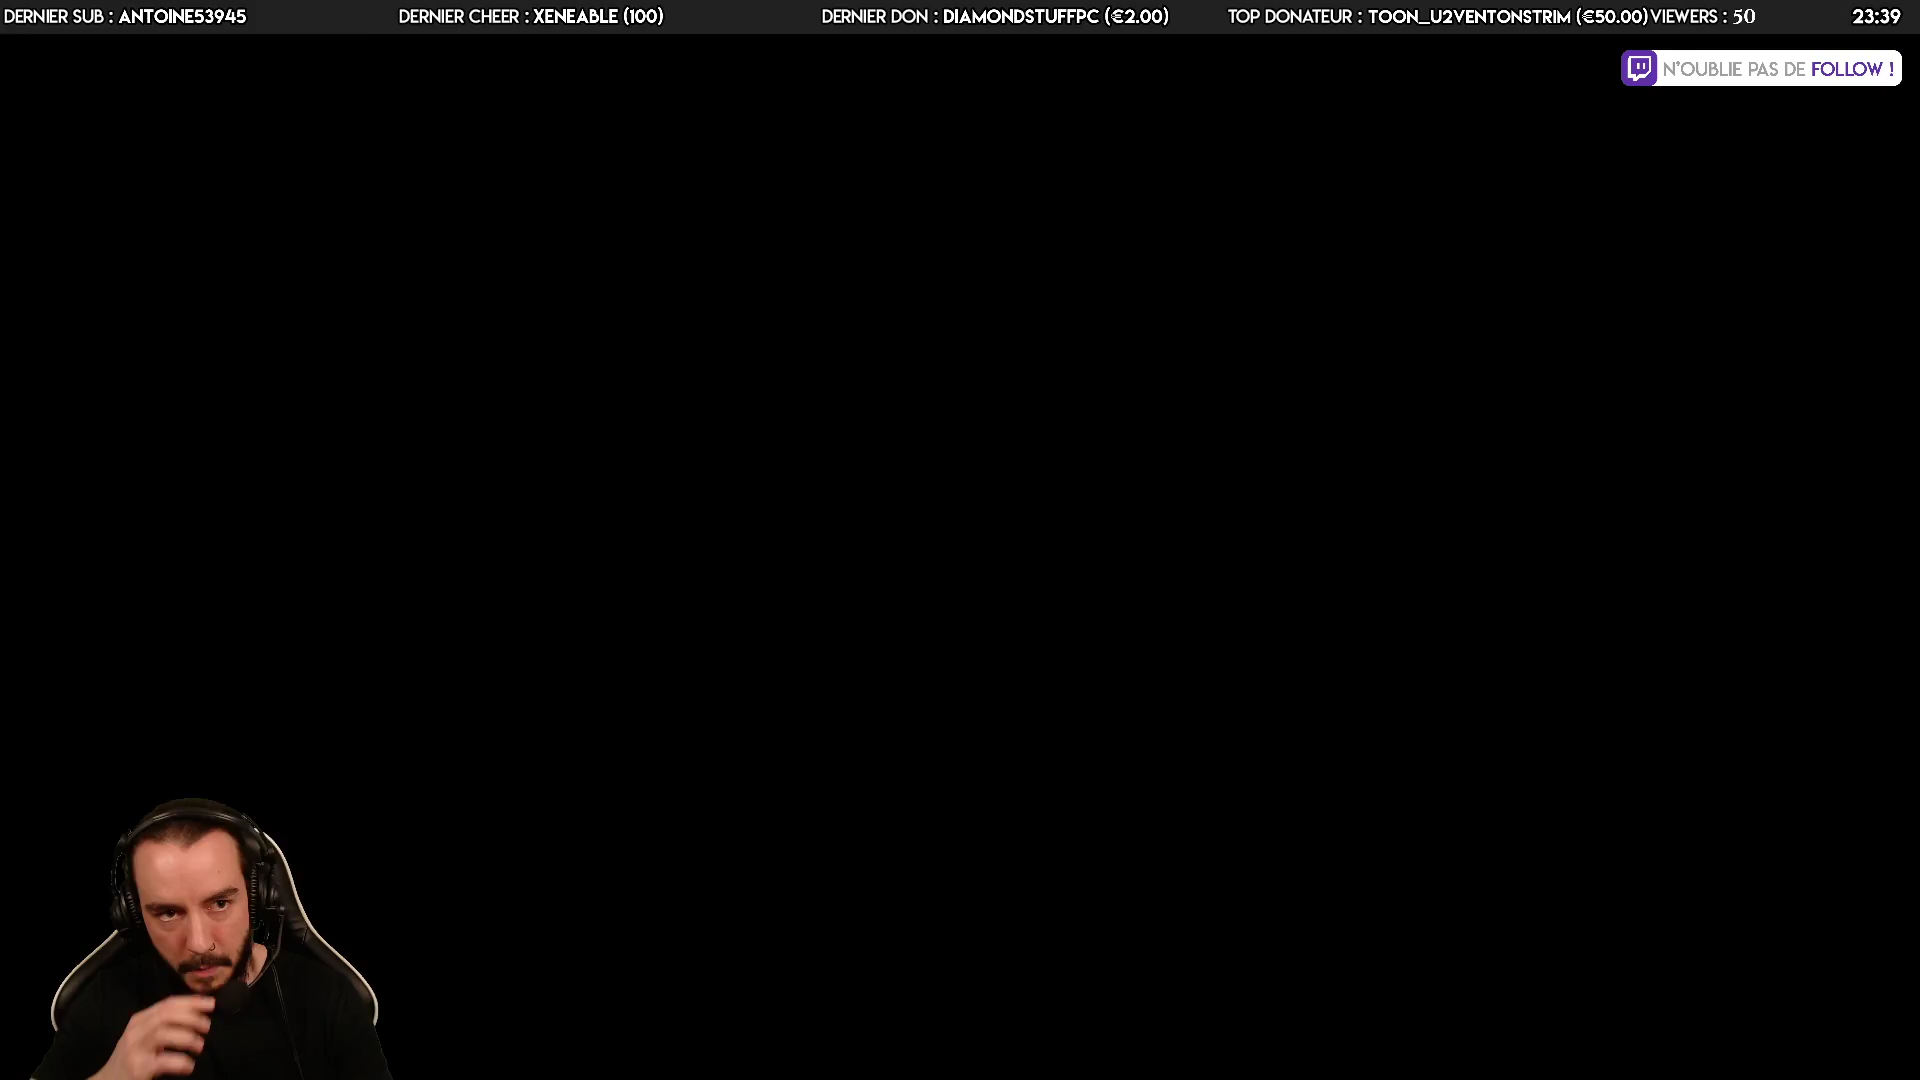 DERNIER SUB : ANTOINE53945 DERNIER CHEER : XENEABLE (100) DERNIER DON : DIAMONDSTUFFPC (€2.00) TOP DONATEUR : TOON_U2VENTONSTRIM (€50.00) VIEWERS : 50 23:39
N'OUBLIE PAS DE FOLLOW !